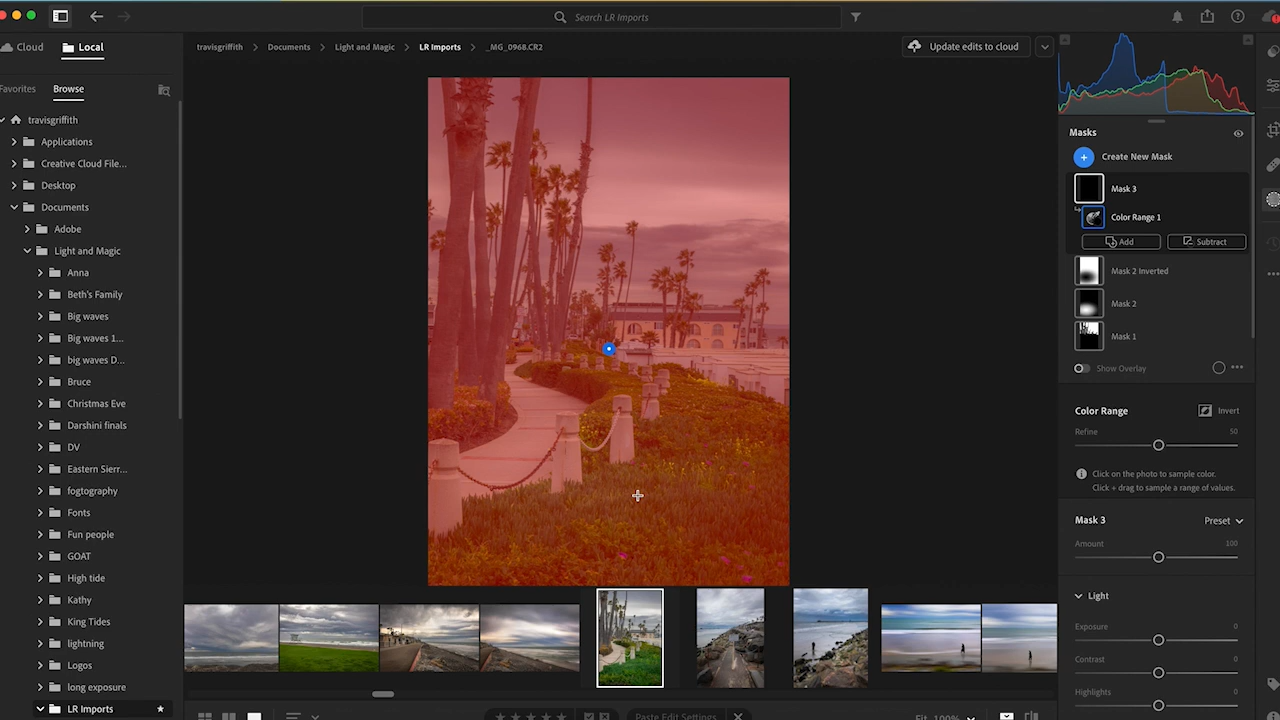 Search LR Imports
Cloud
Local
travisgriffith > Documents > Light and Magic > LR Imports > _MG_0968.CR2
Update edits to cloud
Favorites
Browse
travisgriffith
Applications
Creative Cloud File...
Desktop
Documents
Adobe
Light and Magic
Anna
Beth's Family
Big waves
Big waves 1...
big waves D...
Bruce
Christmas Eve
Darshini finals
DV
Eastern Sierr...
fogtography
Fonts
Fun people
GOAT
High tide
Kathy
King Tides
lightning
Logos
long exposure
LR Imports
Masks
Create New Mask
Mask 3
Color Range 1
Add
Subtract
Mask 2 Inverted
Mask 2
Mask 1
Show Overlay
Color Range
Invert
Refine 50
Click on the photo to sample color.
Click + drag to sample a range of values.
Mask 3
Preset
Amount 100
Light
Exposure 0
Contrast 0
Highlights 0
Paste Edit Settings
Fit 100%